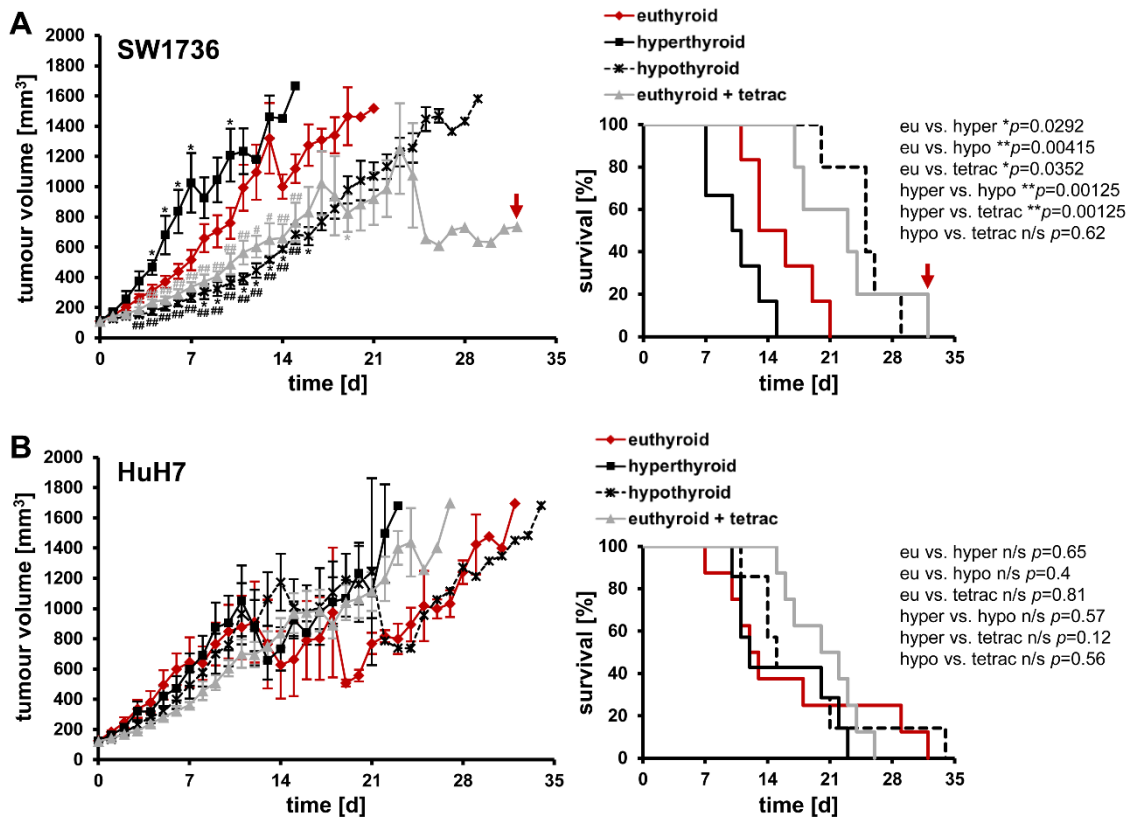 A
SW1736
euthyroid
hyperthyroid
hypothyroid
euthyroid + tetrac
tumour volume [mm³]
2000
1800
1600
1400
1200
1000
800
600
400
200
0
0 7 14 21 28 35
time [d]
euthyroid
hyperthyroid
hypothyroid
euthyroid + tetrac
survival [%]
100
80
60
40
20
0
0 7 14 21 28 35
time [d]
eu vs. hyper *p=0.0292
eu vs. hypo **p=0.00415
eu vs. tetrac *p=0.0352
hyper vs. hypo **p=0.00125
hyper vs. tetrac **p=0.00125
hypo vs. tetrac n/s p=0.62
B
HuH7
tumour volume [mm³]
2000
1800
1600
1400
1200
1000
800
600
400
200
0
0 7 14 21 28 35
time [d]
euthyroid
hyperthyroid
hypothyroid
euthyroid + tetrac
survival [%]
100
80
60
40
20
0
0 7 14 21 28 35
time [d]
eu vs. hyper n/s p=0.65
eu vs. hypo n/s p=0.4
eu vs. tetrac n/s p=0.81
hyper vs. hypo n/s p=0.57
hyper vs. tetrac n/s p=0.12
hypo vs. tetrac n/s p=0.56